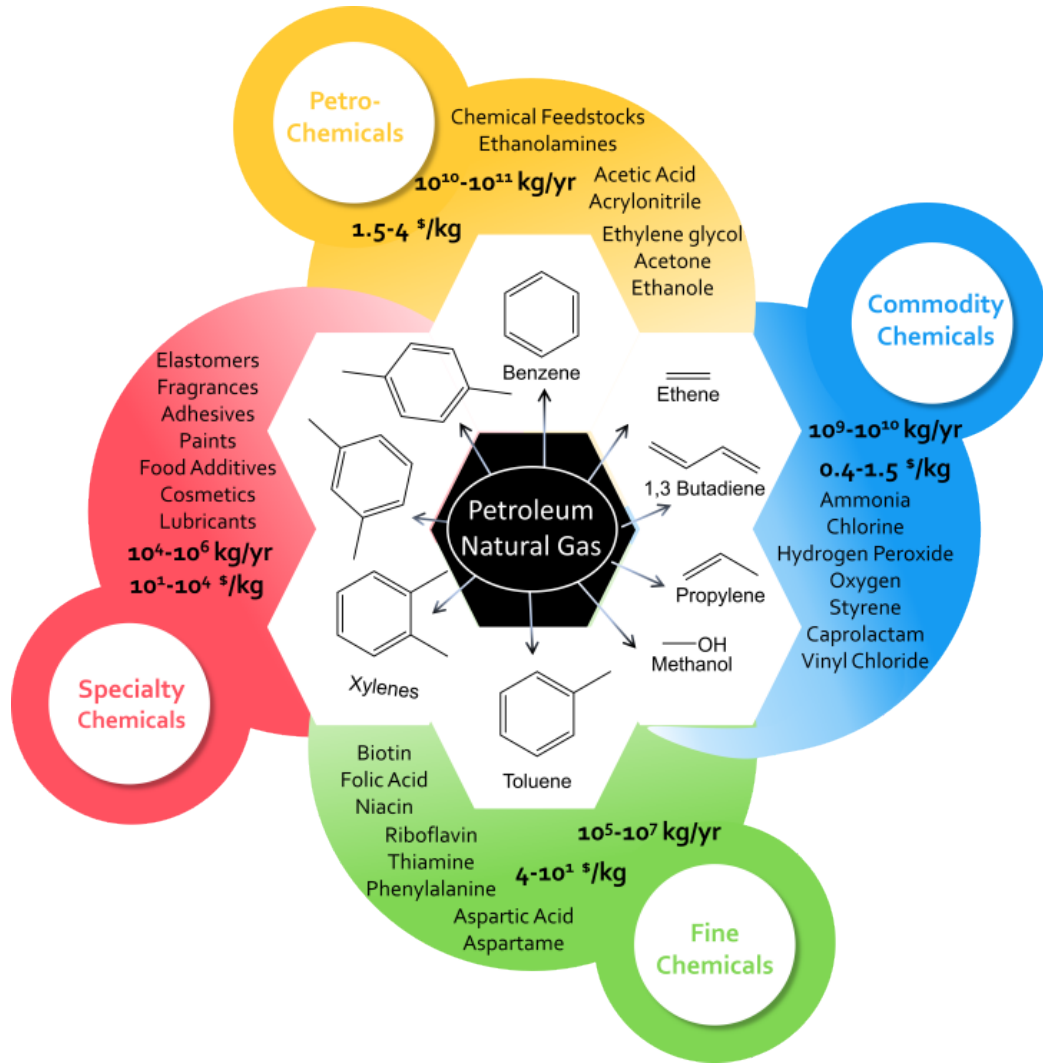 Petro-
Chemicals
Chemical Feedstocks
Ethanolamines
10¹⁰-10¹¹ kg/yr
Acetic Acid
Acrylonitrile
1.5-4 $/kg
Ethylene glycol
Acetone
Ethanole
Commodity
Chemicals
10⁹-10¹⁰ kg/yr
0.4-1.5 $/kg
Ammonia
Chlorine
Hydrogen Peroxide
Oxygen
Styrene
Caprolactam
Vinyl Chloride
Elastomers
Fragrances
Adhesives
Paints
Food Additives
Cosmetics
Lubricants
10⁴-10⁶ kg/yr
10¹-10⁴ $/kg
Specialty
Chemicals
Benzene
Ethene
1,3 Butadiene
Petroleum
Natural Gas
Propylene
OH
Methanol
Xylenes
Toluene
Biotin
Folic Acid
Niacin
Riboflavin
Thiamine
Phenylalanine
Aspartic Acid
Aspartame
10⁵-10⁷ kg/yr
4-10¹ $/kg
Fine
Chemicals